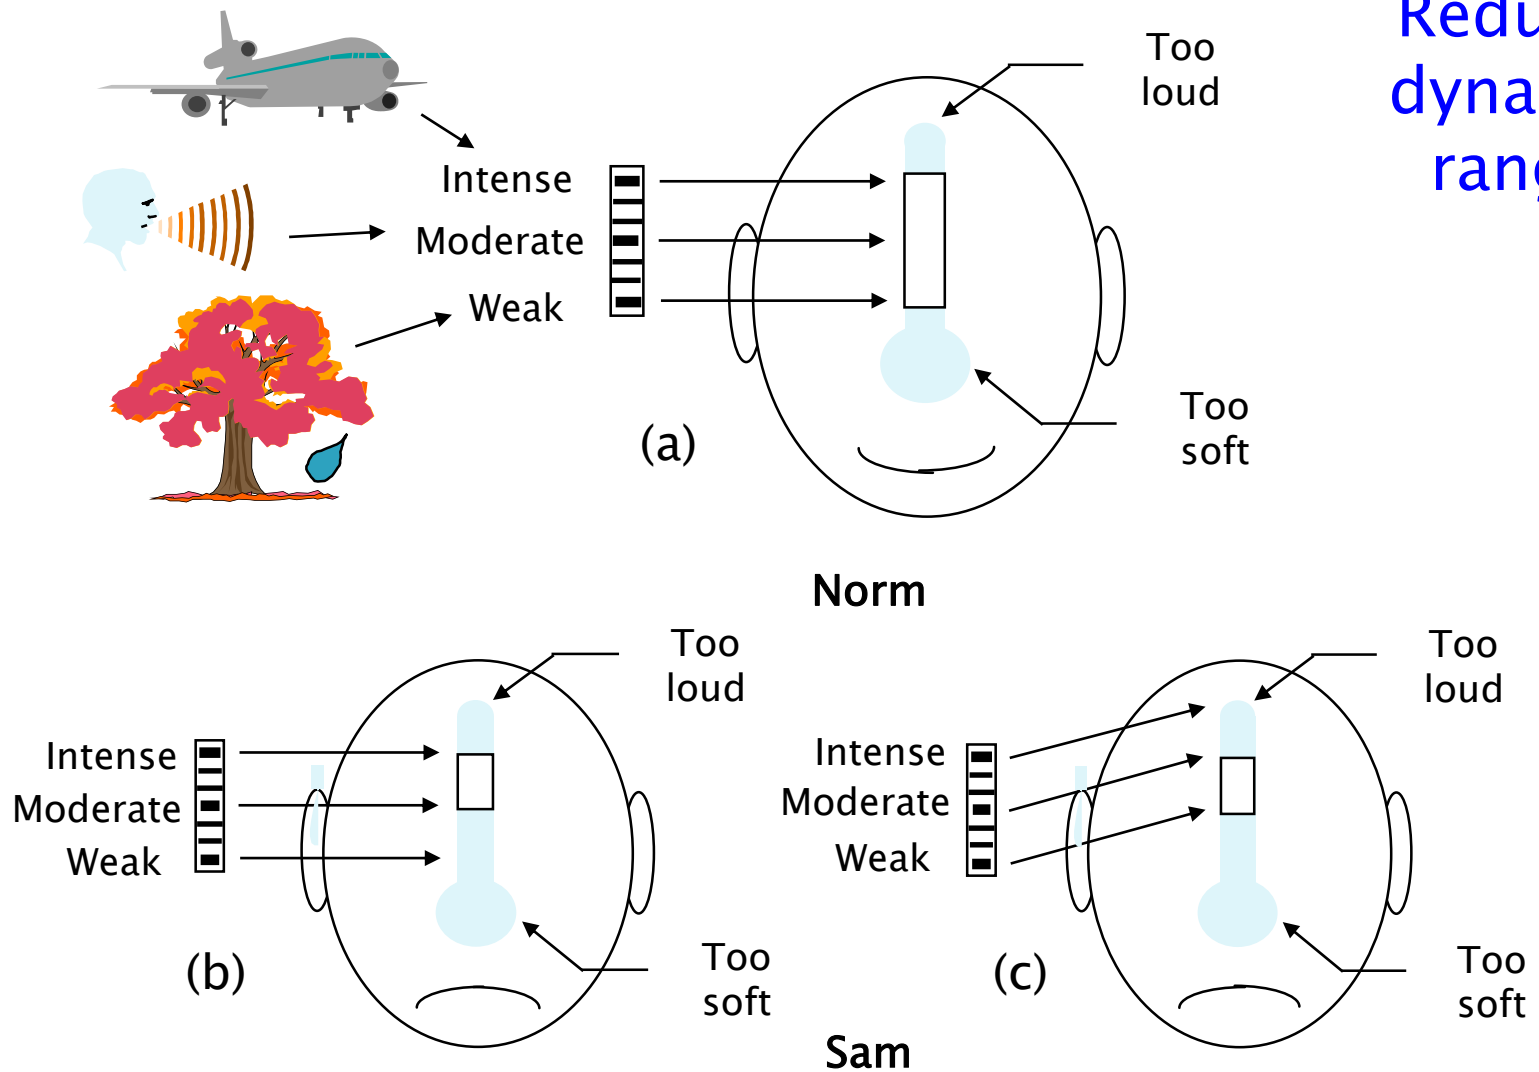 Too
loud
Intense
Moderate
Weak
(a)
Too
soft
Norm
Too
loud
Intense
Moderate
Weak
(b)
Too
soft
Too
loud
Intense
Moderate
Weak
(c)
Too
soft
Sam